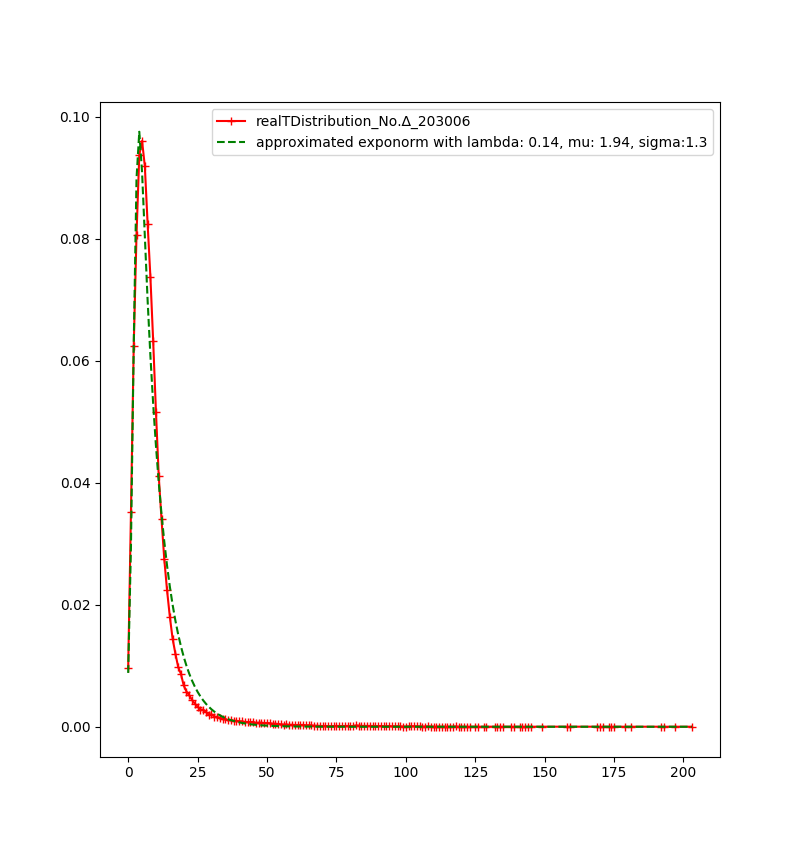 realTDistribution_No.Δ_203006
approximated exponorm with lambda: 0.14, mu: 1.94, sigma:1.3
0.10
0.08
0.06
0.04
0.02
0.00
0 25 50 75 100 125 150 175 200